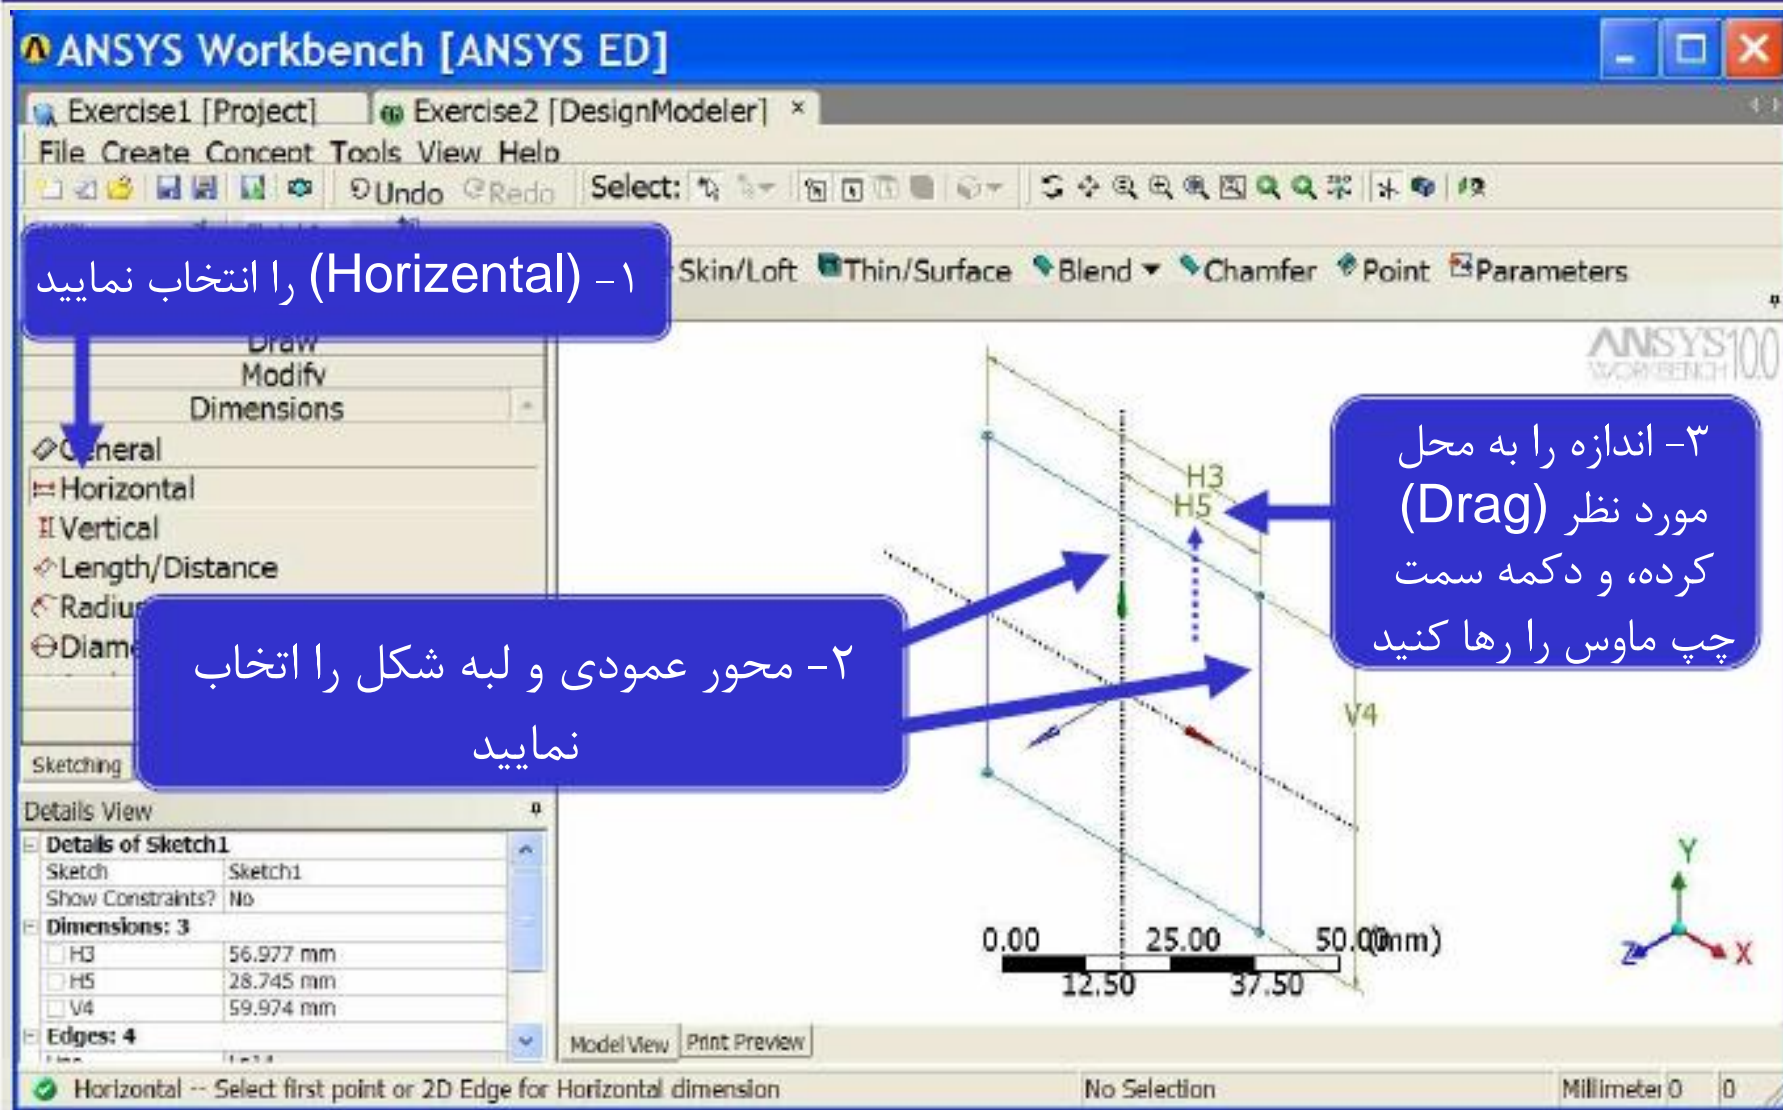 ANSYS Workbench [ANSYS ED]
Exercise1 [Project] Exercise2 [DesignModeler] ×
File Create Concept Tools View Help
Undo Redo Select:
Skin/Loft Thin/Surface Blend Chamfer Point Parameters
۱- (Horizental) را انتخاب نمایید
ANSYS 10.0
WORKBENCH
Draw
Modify
Dimensions
General
Horizontal
Vertical
Length/Distance
Radius
Diam
۲- محور عمودی و لبه شکل را اتخاب
نمایید
۳- اندازه را به محل
مورد نظر (Drag)
کرده، و دکمه سمت
چپ ماوس را رها کنید
H3
H5
V4
Sketching
Details View
Details of Sketch1
Sketch Sketch1
Show Constraints? No
Dimensions: 3
H3 56.977 mm
H5 28.745 mm
V4 59.974 mm
Edges: 4
0.00 25.00 50.00 (mm)
12.50 37.50
Y
Z X
Model View Print Preview
Horizontal -- Select first point or 2D Edge for Horizontal dimension No Selection Millimeter 0 0